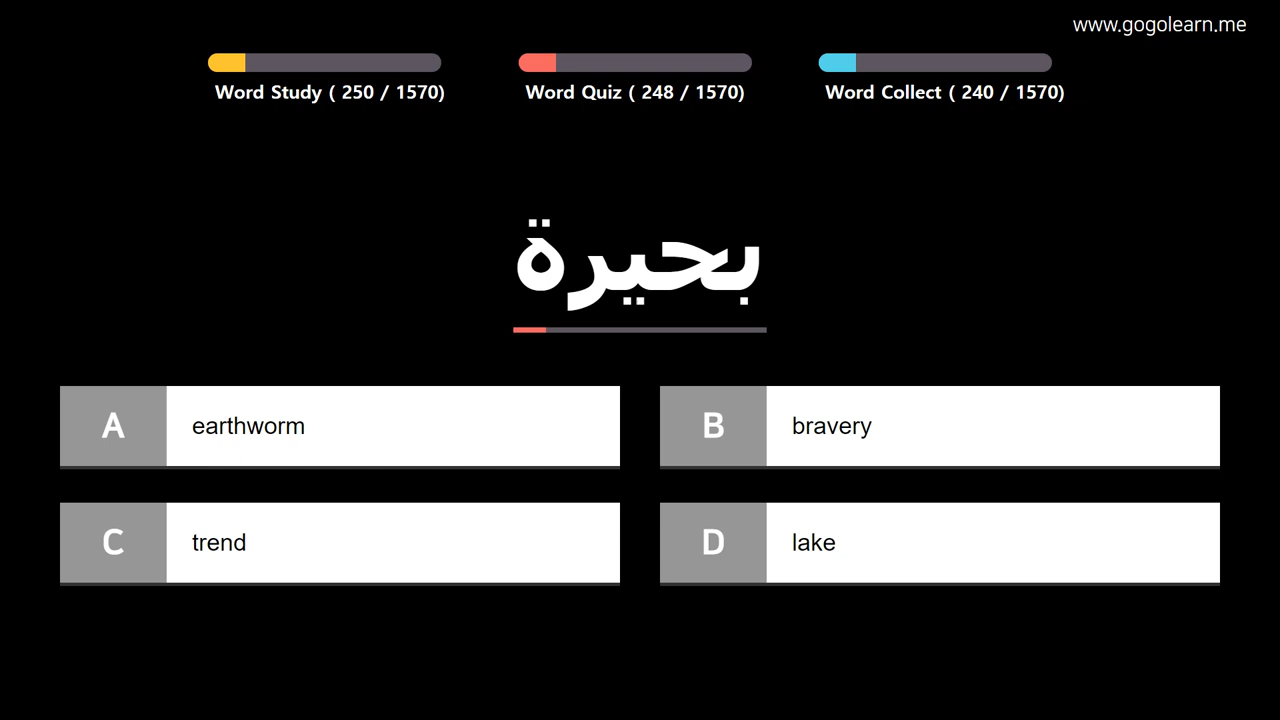 www.gogolearn.me
Word Study ( 250 / 1570)
Word Quiz ( 248 / 1570)
Word Collect ( 240 / 1570)
بحيرة
A earthworm
B bravery
C trend
D lake